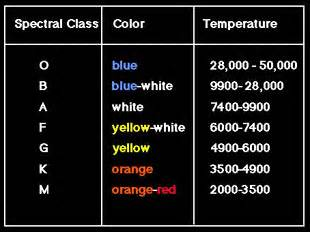 Spectral Class Color Temperature
O blue 28,000 - 50,000
B blue-white 9900- 28,000
A white 7400-9900
F yellow-white 6000-7400
G yellow 4900-6000
K orange 3500-4900
M orange-red 2000-3500